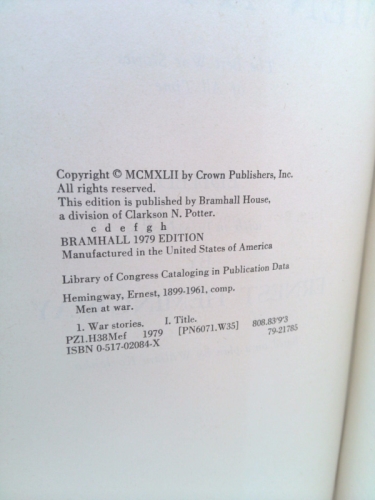 Copyright © MCMXLII by Crown Publishers, Inc.
All rights reserved.
This edition is published by Bramhall House,
a division of Clarkson N. Potter.
c d e f g h
BRAMHALL 1979 EDITION
Manufactured in the United States of America
Library of Congress Cataloging in Publication Data
Hemingway, Ernest, 1899-1961, comp.
Men at war.
1. War stories. I. Title.
PZ1.H38Mef 1979 [PN6071.W35] 808.83'9'3
ISBN 0-517-02084-X 79-21785